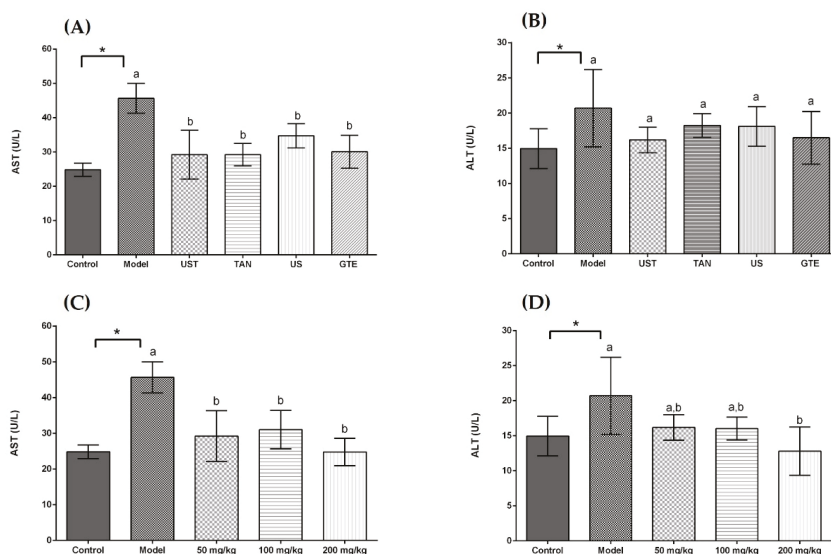 (A)
60
50
40
30
20
10
0
AST (U/L)
*
a
b
b
b
b
Control Model UST TAN US GTE
(B)
30
25
20
15
10
5
0
ALT (U/L)
*
a
a
a
a
a
Control Model UST TAN US GTE
(C)
60
50
40
30
20
10
0
AST (U/L)
*
a
b
b
b
Control Model 50 mg/kg 100 mg/kg 200 mg/kg
(D)
30
25
20
15
10
5
0
ALT (U/L)
*
a
a,b
a,b
b
Control Model 50 mg/kg 100 mg/kg 200 mg/kg